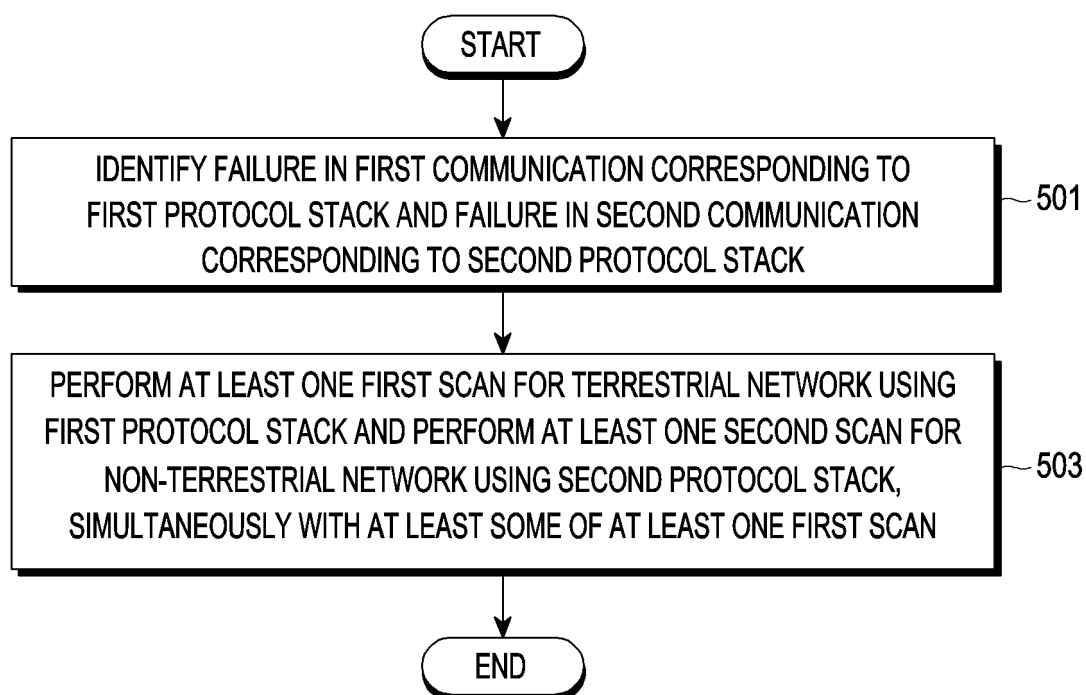 START
IDENTIFY FAILURE IN FIRST COMMUNICATION CORRESPONDING TO
FIRST PROTOCOL STACK AND FAILURE IN SECOND COMMUNICATION
CORRESPONDING TO SECOND PROTOCOL STACK
501
PERFORM AT LEAST ONE FIRST SCAN FOR TERRESTRIAL NETWORK USING
FIRST PROTOCOL STACK AND PERFORM AT LEAST ONE SECOND SCAN FOR
NON-TERRESTRIAL NETWORK USING SECOND PROTOCOL STACK,
SIMULTANEOUSLY WITH AT LEAST SOME OF AT LEAST ONE FIRST SCAN
503
END